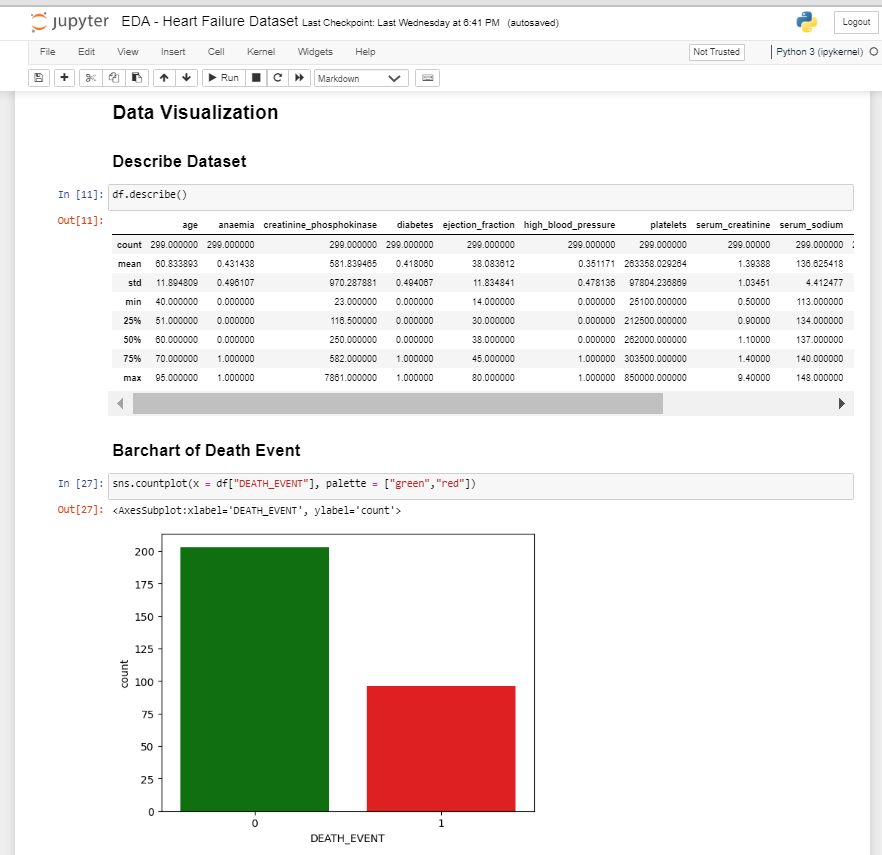 jupyter EDA - Heart Failure Dataset Last Checkpoint: Last Wednesday at 6:41 PM (autosaved) Logout
File Edit View Insert Cell Kernel Widgets Help Not Trusted Python 3 (ipykernel)
Run Markdown
Data Visualization
Describe Dataset
In [11]: df.describe()
Out[11]:
age anaemia creatinine_phosphokinase diabetes ejection_fraction high_blood_pressure platelets serum_creatinine serum_sodium
count 299.000000 299.000000 299.000000 299.000000 299.000000 299.000000 299.000000 299.00000 299.000000
mean 60.833893 0.431438 581.839465 0.418060 38.083612 0.351171 263358.029264 1.39388 136.625418
std 11.894809 0.496107 970.287881 0.494067 11.834841 0.478136 97804.236869 1.03451 4.412477
min 40.000000 0.000000 23.000000 0.000000 14.000000 0.000000 25100.000000 0.50000 113.000000
25% 51.000000 0.000000 116.500000 0.000000 30.000000 0.000000 212500.000000 0.90000 134.000000
50% 60.000000 0.000000 250.000000 0.000000 38.000000 0.000000 262000.000000 1.10000 137.000000
75% 70.000000 1.000000 582.000000 1.000000 45.000000 1.000000 303500.000000 1.40000 140.000000
max 95.000000 1.000000 7861.000000 1.000000 80.000000 1.000000 850000.000000 9.40000 148.000000
Barchart of Death Event
In [27]: sns.countplot(x = df["DEATH_EVENT"], palette = ["green","red"])
Out[27]: <AxesSubplot:xlabel='DEATH_EVENT', ylabel='count'>
200
175
150
125
count
100
75
50
25
0
0 1
DEATH_EVENT